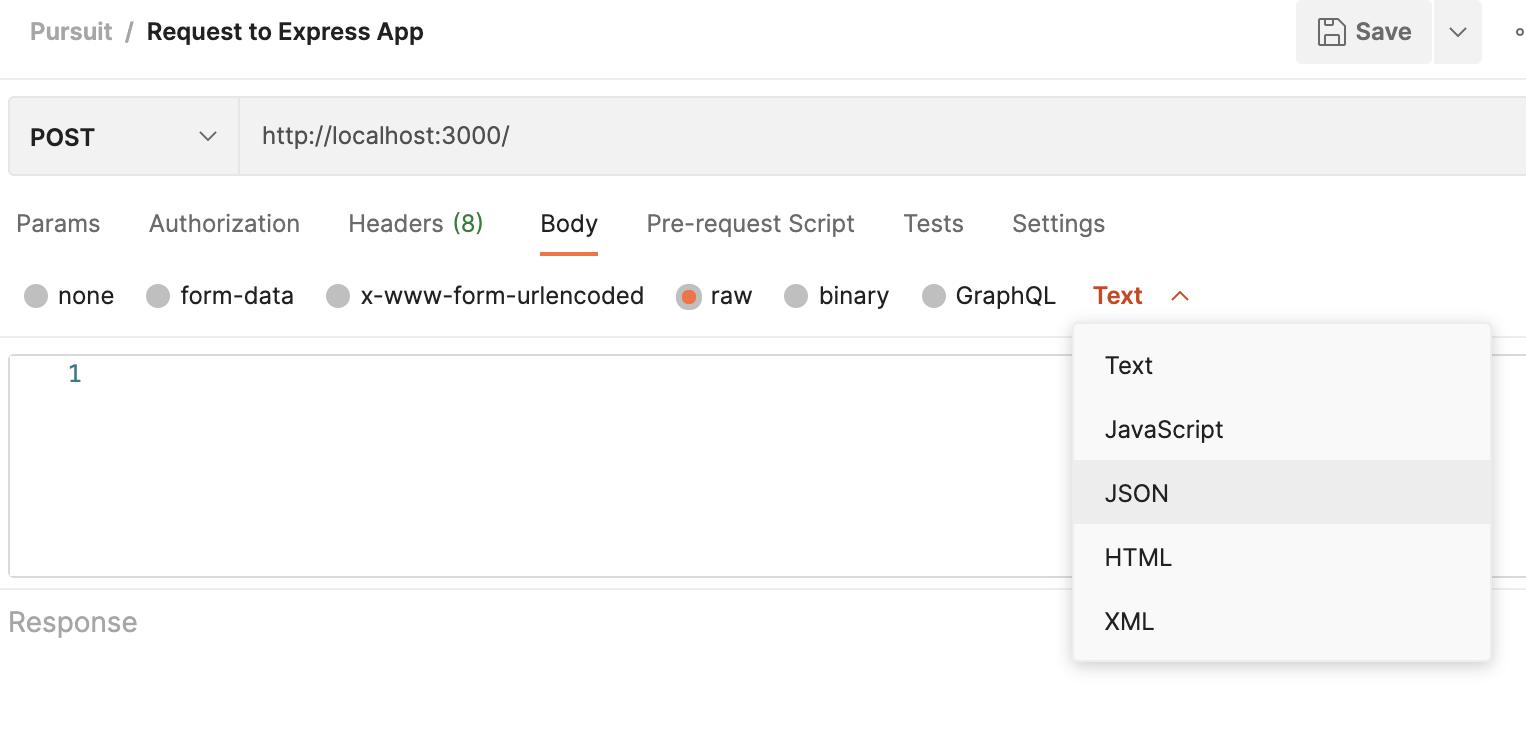 Pursuit / Request to Express App
Save
POST
http://localhost:3000/
Params Authorization Headers (8) Body Pre-request Script Tests Settings
none form-data x-www-form-urlencoded raw binary GraphQL Text
1
Text
JavaScript
JSON
HTML
XML
Response